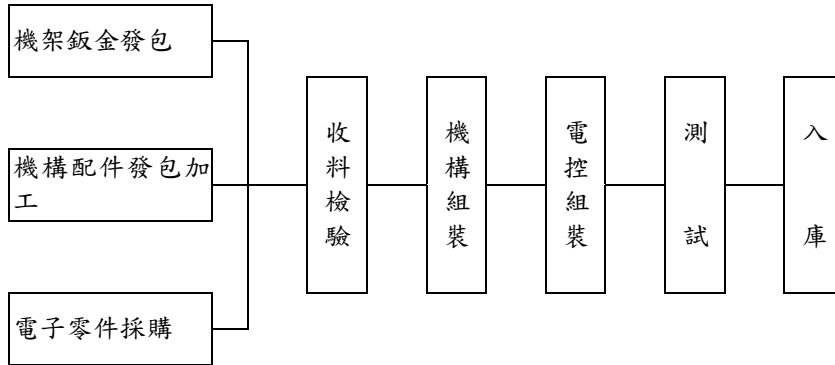 機架鈑金發包
機構配件發包加
工
電子零件採購
收料檢驗
機構組裝
電控組裝
測試
入庫